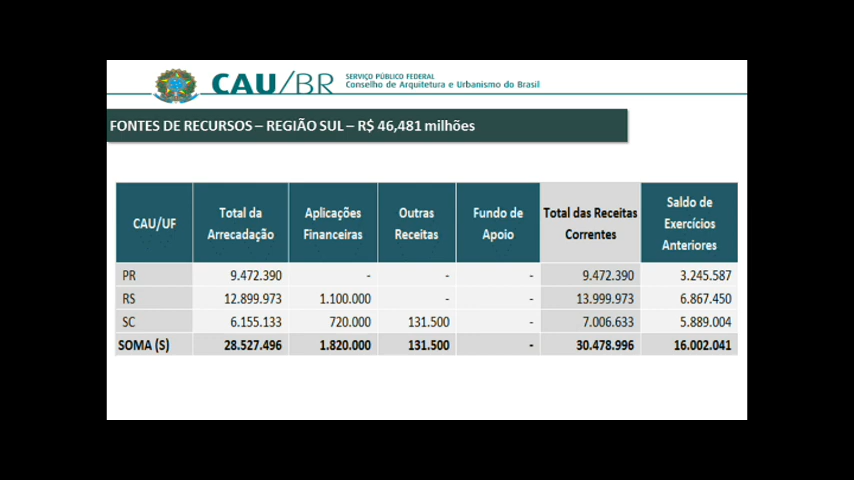 CAU/BR
SERVIÇO PÚBLICO FEDERAL
Conselho de Arquitetura e Urbanismo do Brasil
FONTES DE RECURSOS – REGIÃO SUL – R$ 46,481 milhões
CAU/UF Total da Arrecadação Aplicações Financeiras Outras Receitas Fundo de Apoio Total das Receitas Correntes Saldo de Exercícios Anteriores
PR 9.472.390 - - - 9.472.390 3.245.587
RS 12.899.973 1.100.000 - - 13.999.973 6.867.450
SC 6.155.133 720.000 131.500 - 7.006.633 5.889.004
SOMA (S) 28.527.496 1.820.000 131.500 - 30.478.996 16.002.041